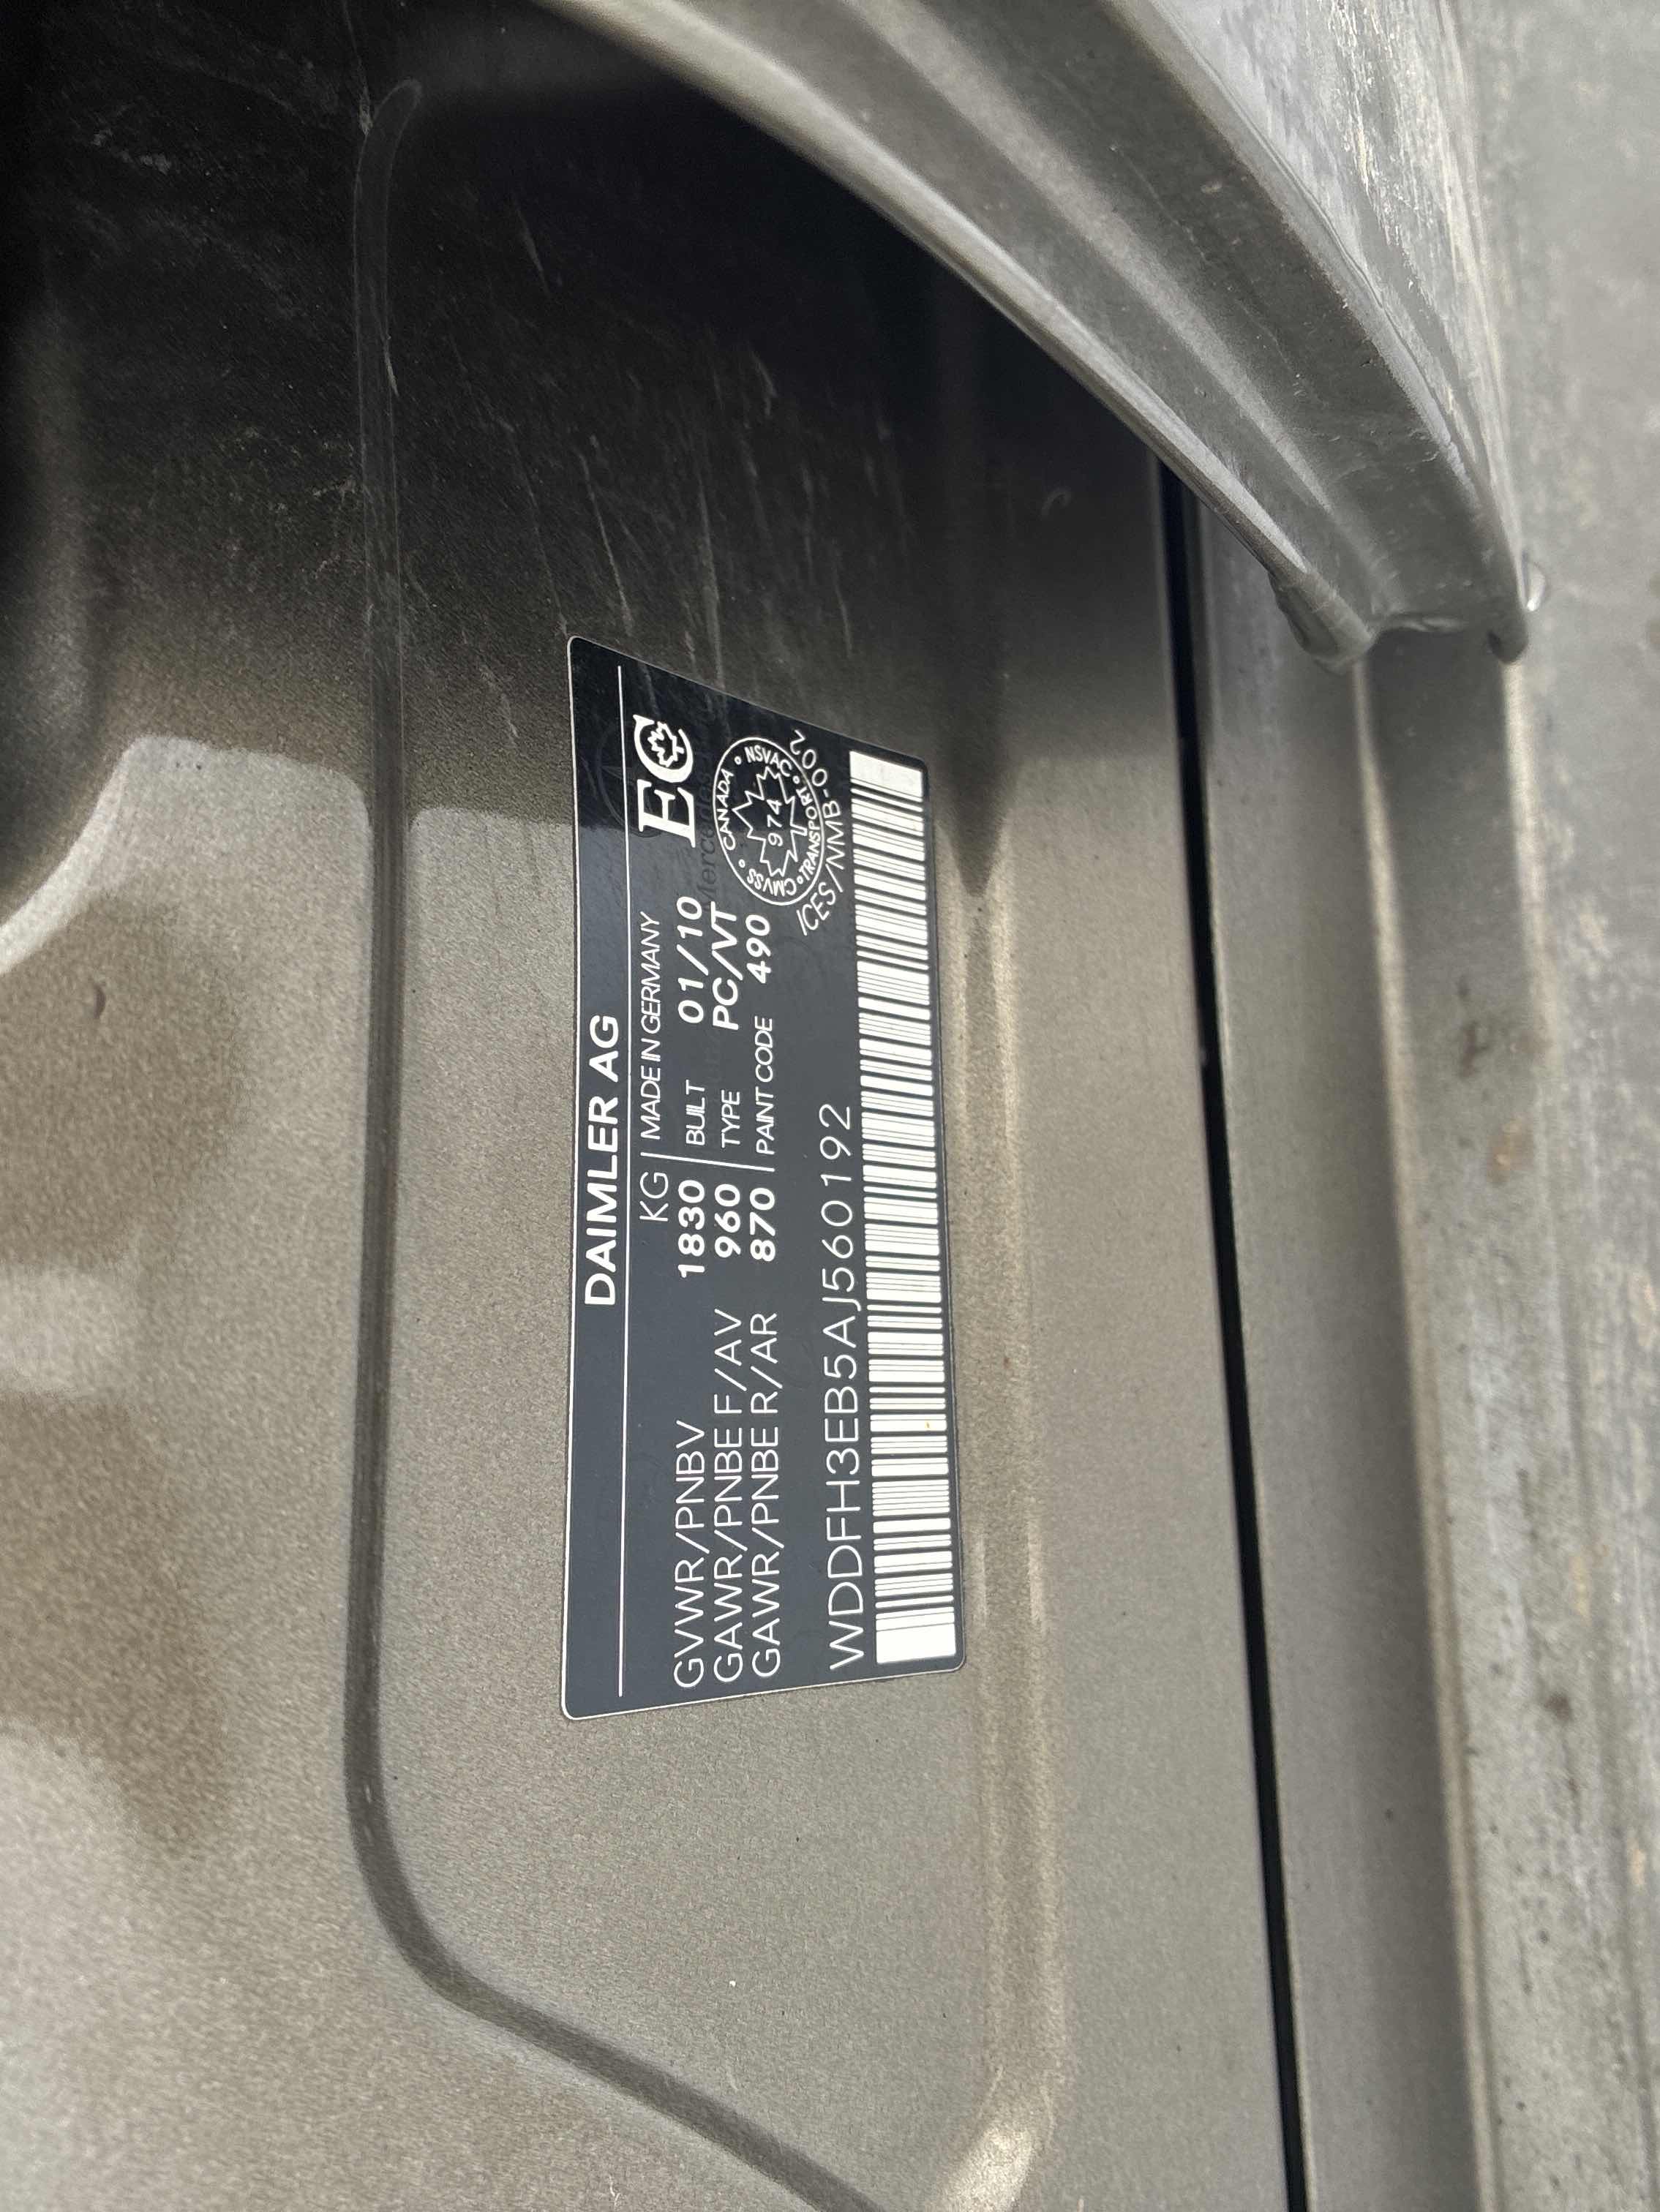 DAIMLER AG
KG MADE IN GERMANY
GVWR/PNBV 1830 BUILT 01/10
GAWR/PNBE F/AV 960 TYPE PC/VT
GAWR/PNBE R/AR 870 PAINT CODE 490
EC
CANADA • NSVAC • TRANSPORT • CMVSS •
974
ICES/NMB-002
WDDFH3EB5AJ560192